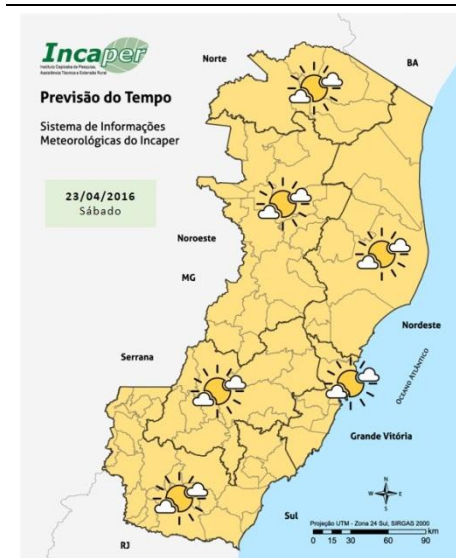 Incaper
Instituto Capixaba de Pesquisa,
Assistência Técnica e Extensão Rural
Previsão do Tempo
Sistema de Informações
Meteorológicas do Incaper
23/04/2016
Sábado
Norte
BA
Noroeste
MG
Nordeste
Serrana
OCEANO ATLÂNTICO
Grande Vitória
N
W
E
S
Sul
RJ
Projeção UTM - Zona 24 Sul, SIRGAS 2000
km
0 15 30 60 90